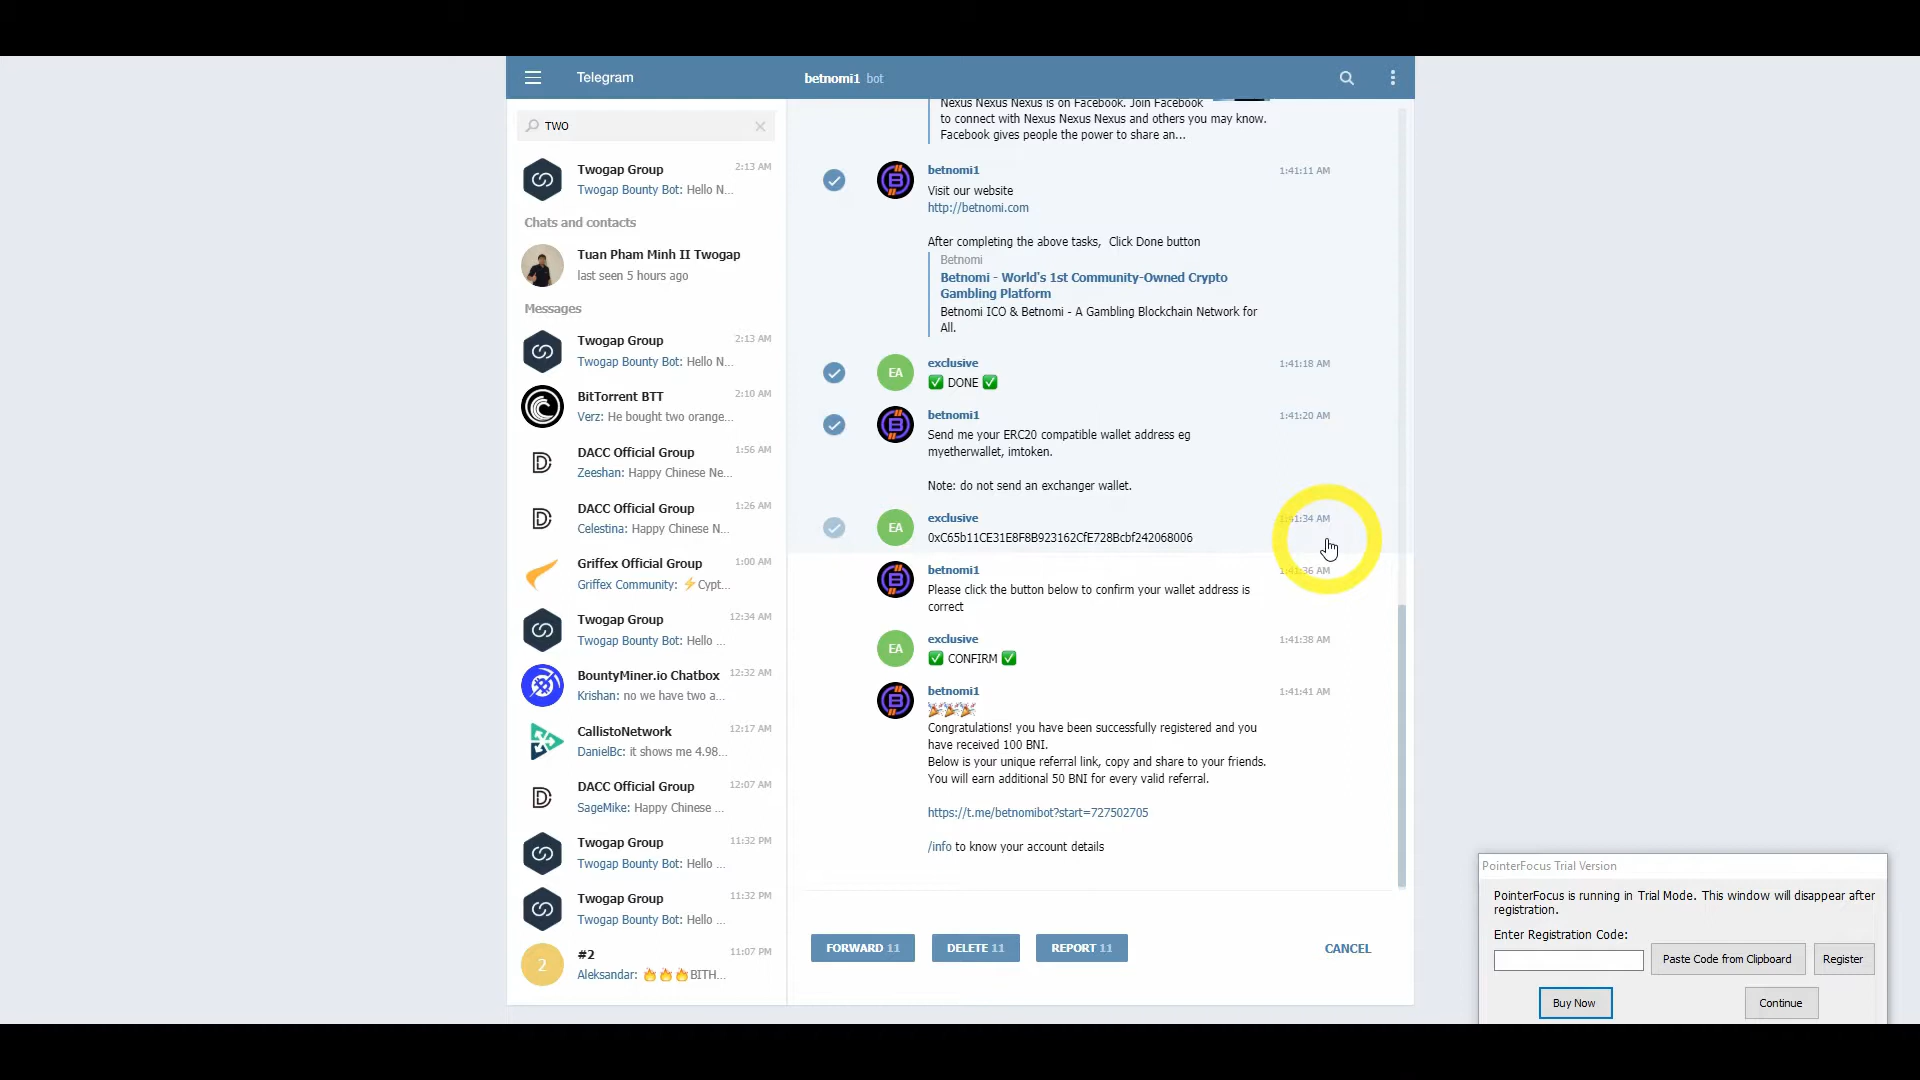 Telegram
betnomi1 bot
TWO
Twogap Group 2:13 AM
Twogap Bounty Bot: Hello N...
Chats and contacts
Tuan Pham Minh II Twogap
last seen 5 hours ago
Messages
Twogap Group 2:13 AM
Twogap Bounty Bot: Hello N...
BitTorrent BTT 2:10 AM
Verz: He bought two orange...
DACC Official Group 1:56 AM
Zeeshan: Happy Chinese Ne...
DACC Official Group 1:26 AM
Celestina: Happy Chinese N...
Griffex Official Group 1:00 AM
Griffex Community: ⚡Cypt...
Twogap Group 12:34 AM
Twogap Bounty Bot: Hello ...
BountyMiner.io Chatbox 12:32 AM
Krishan: no we have two a...
CallistoNetwork 12:17 AM
DanielBc: it shows me 4.98...
DACC Official Group 12:07 AM
SageMike: Happy Chinese ...
Twogap Group 11:32 PM
Twogap Bounty Bot: Hello ...
Twogap Group 11:32 PM
Twogap Bounty Bot: Hello ...
2
#2 11:07 PM
Aleksandar: 🔥🔥🔥BITH...
Nexus Nexus Nexus is on Facebook. Join Facebook
to connect with Nexus Nexus Nexus and others you may know.
Facebook gives people the power to share an...
betnomi1 1:41:11 AM
Visit our website
http://betnomi.com
After completing the above tasks, Click Done button
Betnomi
Betnomi - World's 1st Community-Owned Crypto
Gambling Platform
Betnomi ICO & Betnomi - A Gambling Blockchain Network for
All.
EA
exclusive 1:41:18 AM
✅ DONE ✅
betnomi1 1:41:20 AM
Send me your ERC20 compatible wallet address eg
myetherwallet, imtoken.
Note: do not send an exchanger wallet.
EA
exclusive 1:41:34 AM
0xC65b11CE31E8F8B923162CfE728Bcbf242068006
betnomi1 1:41:36 AM
Please click the button below to confirm your wallet address is
correct
EA
exclusive 1:41:38 AM
✅ CONFIRM ✅
betnomi1 1:41:41 AM
🎉🎉🎉
Congratulations! you have been successfully registered and you
have received 100 BNI.
Below is your unique referral link, copy and share to your friends.
You will earn additional 50 BNI for every valid referral.
https://t.me/betnomibot?start=727502705
/info to know your account details
FORWARD 11 DELETE 11 REPORT 11 CANCEL
PointerFocus Trial Version
PointerFocus is running in Trial Mode. This window will disappear after
registration.
Enter Registration Code:
Paste Code from Clipboard Register
Buy Now Continue